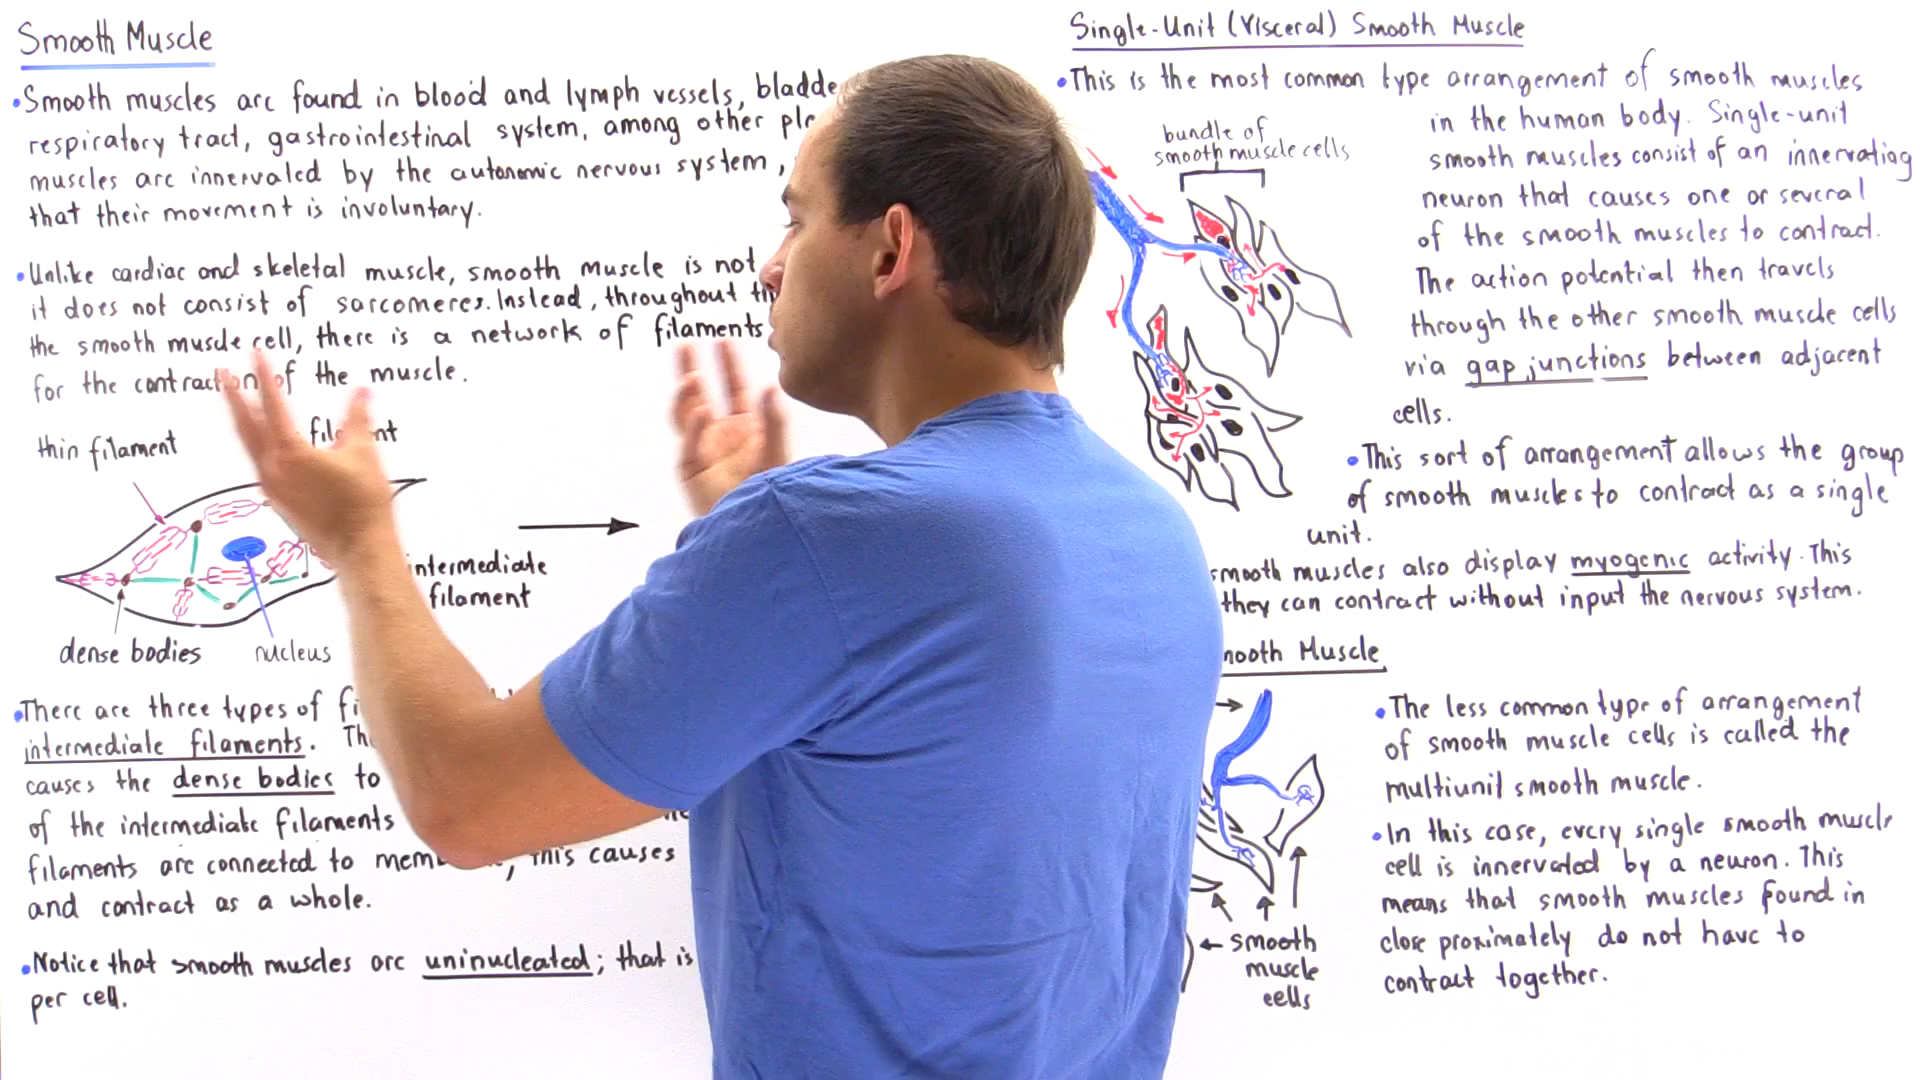 Smooth Muscle
•Smooth muscles are found in blood and lymph vessels, bladde
respiratory tract, gastrointestinal system, among other pla
muscles are innervated by the autonomic nervous system,
that their movement is involuntary.
•Unlike cardiac and skeletal muscle, smooth muscle is not
it does not consist of sarcomeres. Instead, throughout th
the smooth muscle cell, there is a network of filaments
for the contraction of the muscle.
thin filament
filament
intermediate
filament
dense bodies
nucleus
•There are three types of fi
intermediate filaments. Th
causes the dense bodies to
of the intermediate filaments
filaments are connected to mem , this causes
and contract as a whole.
•Notice that smooth muscles are uninucleated; that is
per cell.
Single-Unit (Visceral) Smooth Muscle
•This is the most common type arrangement of smooth muscles
in the human body. Single-unit
smooth muscles consist of an innervating
neuron that causes one or several
of the smooth muscles to contract.
The action potential then travels
through the other smooth muscle cells
via gap junctions between adjacent
cells.
bundle of
smooth muscle cells
•This sort of arrangement allows the group
of smooth muscles to contract as a single
unit.
smooth muscles also display myogenic activity. This
they can contract without input the nervous system.
mooth Muscle
•The less common type of arrangement
of smooth muscle cells is called the
multiunit smooth muscle.
•In this case, every single smooth muscle
cell is innervated by a neuron. This
means that smooth muscles found in
close proximately do not have to
contract together.
smooth
muscle
cells